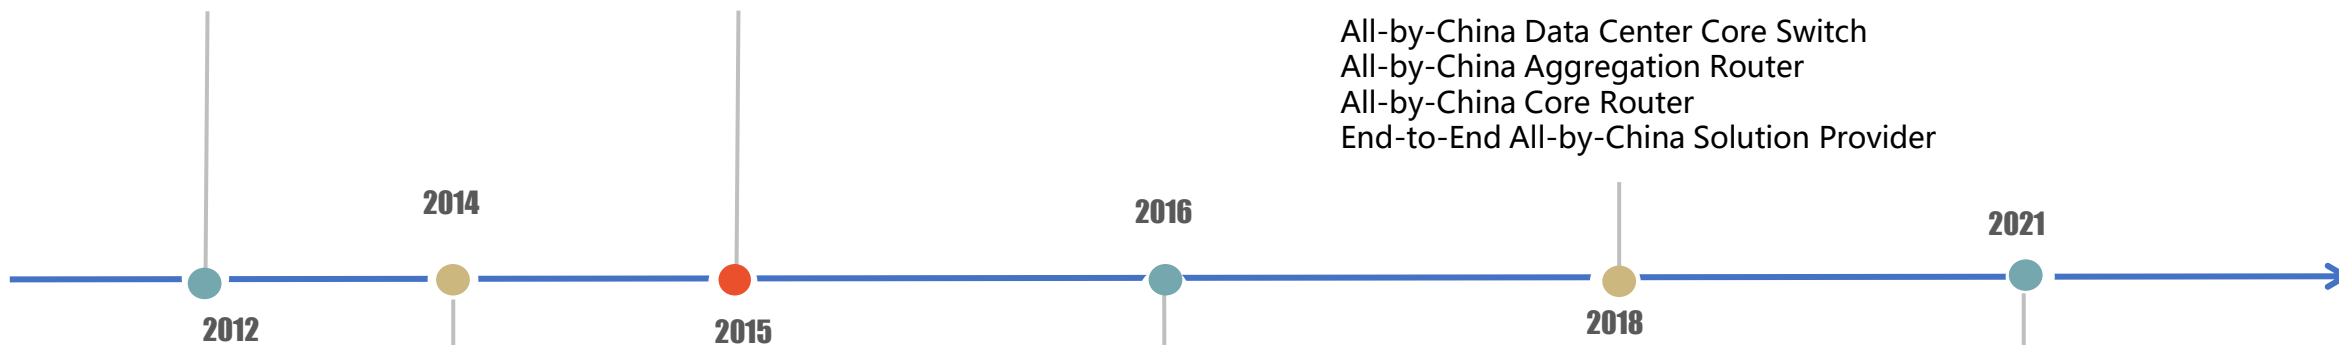 All-by-China Data Center Core Switch
All-by-China Aggregation Router
All-by-China Core Router
End-to-End All-by-China Solution Provider
2014
2016
2021
2012
2015
2018